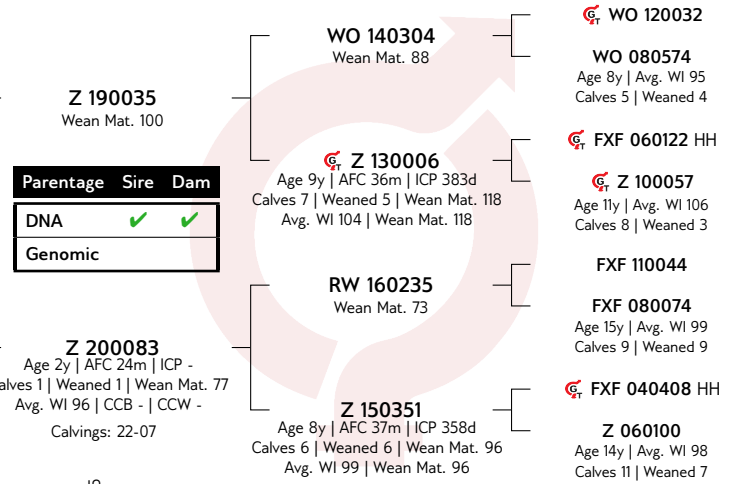 WO 140304
Wean Mat. 88
Z 190035
Wean Mat. 100
G T Z 130006
Age 9y | AFC 36m | ICP 383d
Calves 7 | Weaned 5 | Wean Mat. 118
Avg. WI 104 | Wean Mat. 118
G T WO 120032
WO 080574
Age 8y | Avg. WI 95
Calves 5 | Weaned 4
G T FXF 060122 HH
G T Z 100057
Age 11y | Avg. WI 106
Calves 8 | Weaned 3
Parentage Sire Dam
DNA ✔ ✔
Genomic
RW 160235
Wean Mat. 73
Z 200083
Age 2y | AFC 24m | ICP -
alves 1 | Weaned 1 | Wean Mat. 77
Avg. WI 96 | CCB - | CCW -
Calvings: 22-07
Z 150351
Age 8y | AFC 37m | ICP 358d
Calves 6 | Weaned 6 | Wean Mat. 96
Avg. WI 99 | Wean Mat. 96
FXF 110044
FXF 080074
Age 15y | Avg. WI 99
Calves 9 | Weaned 9
G T FXF 040408 HH
Z 060100
Age 14y | Avg. WI 98
Calves 11 | Weaned 7